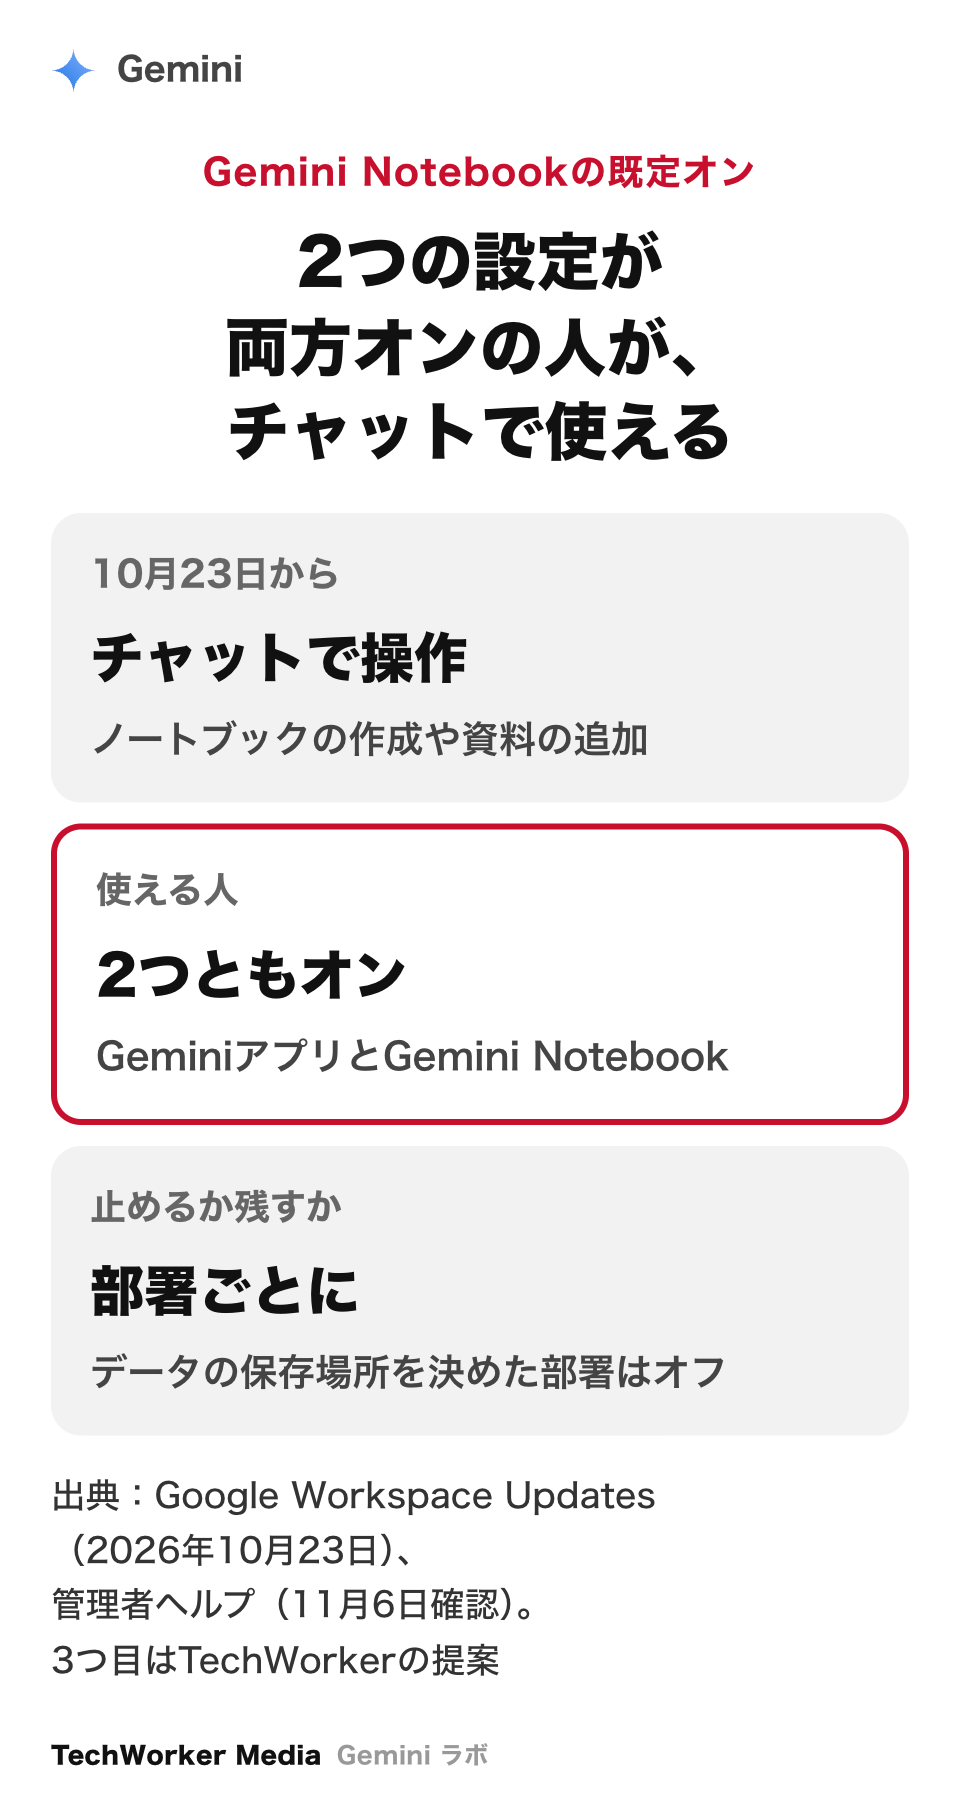 Gemini
Gemini Notebookの既定オン
2つの設定が
両方オンの人が、
チャットで使える
10月23日から
チャットで操作
ノートブックの作成や資料の追加
使える人
2つともオン
GeminiアプリとGemini Notebook
止めるか残すか
部署ごとに
データの保存場所を決めた部署はオフ
出典：Google Workspace Updates
（2026年10月23日）、
管理者ヘルプ（11月6日確認）。
3つ目はTechWorkerの提案
TechWorker Media Gemini ラボ